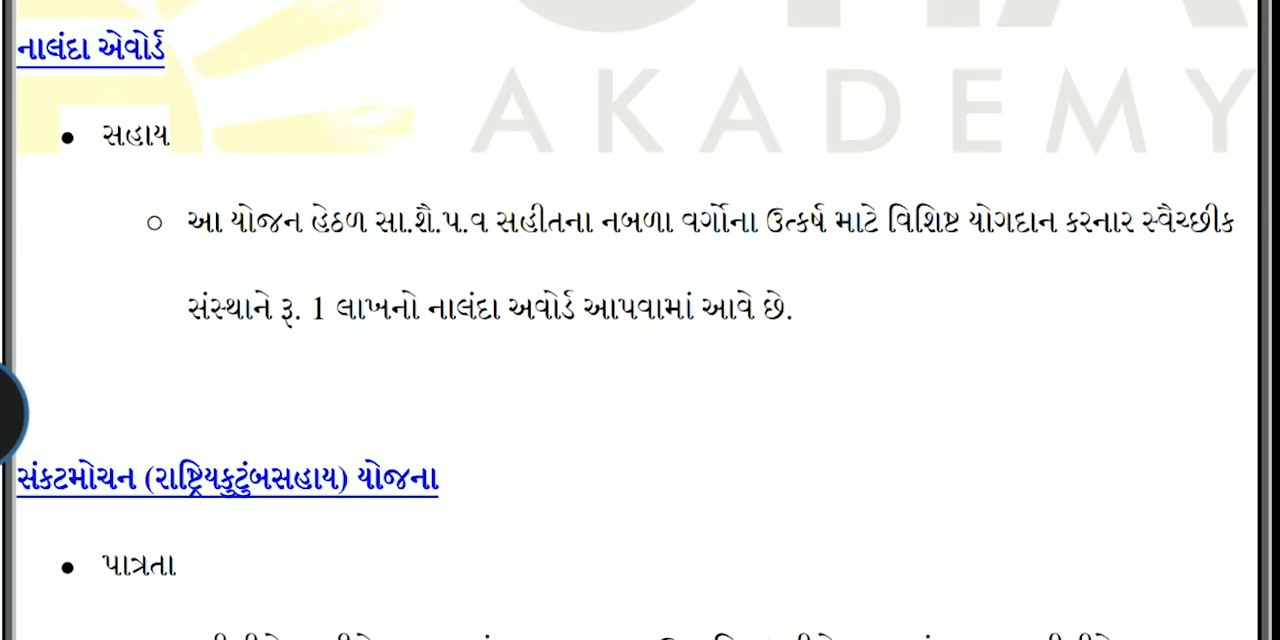 નાલંદા એવોર્ડ
AKADEMY
• સહાય
○ આ યોજન હેઠળ સા.શૈ.પ.વ સહીતના નબળા વર્ગોના ઉત્કર્ષ માટે વિશિષ્ટ યોગદાન કરનાર સ્વૈચ્છીક
સંસ્થાને રૂ. 1 લાખનો નાલંદા અવોર્ડ આપવામાં આવે છે.
સંકટમોચન (રાષ્ટ્રિયકુટુંબસહાય) યોજના
• પાત્રતા